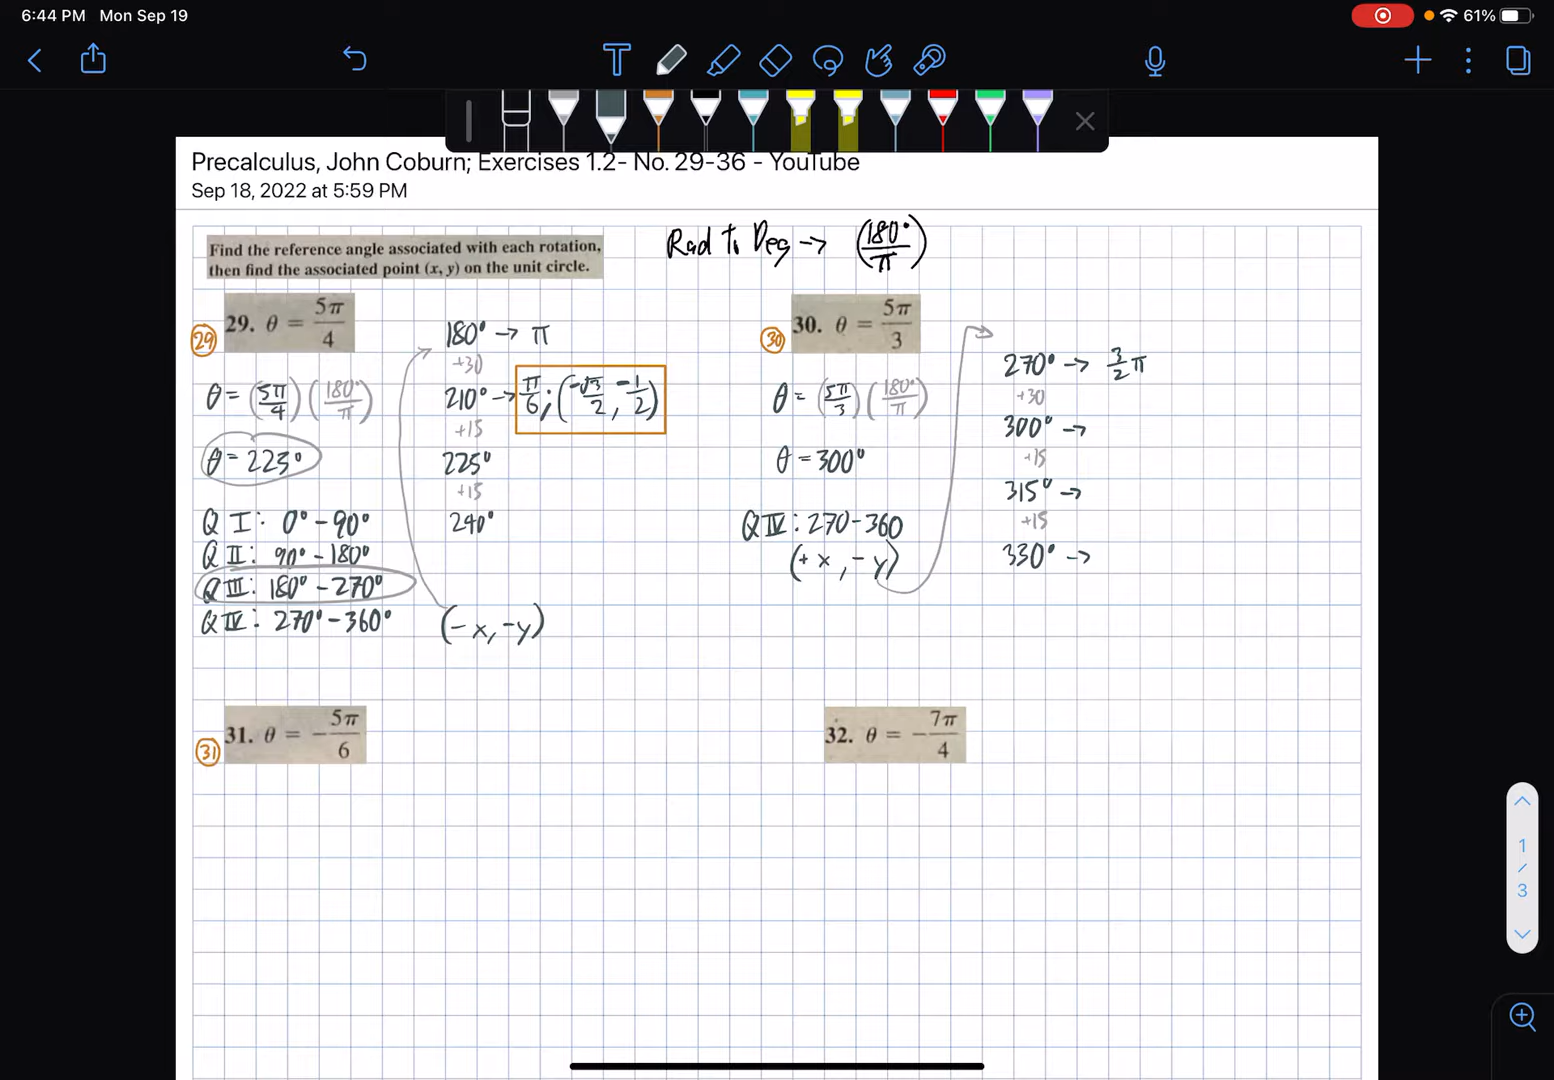 6:44 PM Mon Sep 19
61%
Precalculus, John Coburn; Exercises 1.2- No. 29-36 - YouTube
Sep 18, 2022 at 5:59 PM
Find the reference angle associated with each rotation,
then find the associated point (x, y) on the unit circle.
Rad To Deg → (180°/π)
29
29. θ = 5π/4
θ = (5π/4)(180°/π)
θ = 225°
Q I: 0° - 90°
Q II: 90° - 180°
Q III: 180° - 270°
Q IV: 270° - 360°
180° → π
+30
210° → π/6; (-√3/2, -1/2)
+15
225°
+15
240°
(-x, -y)
30
30. θ = 5π/3
θ = (5π/3)(180°/π)
θ = 300°
Q IV: 270-360
(+x, -y)
270° → 3/2 π
+30
300° →
+15
315° →
+15
330° →
31
31. θ = -5π/6
32. θ = -7π/4
1
/
3